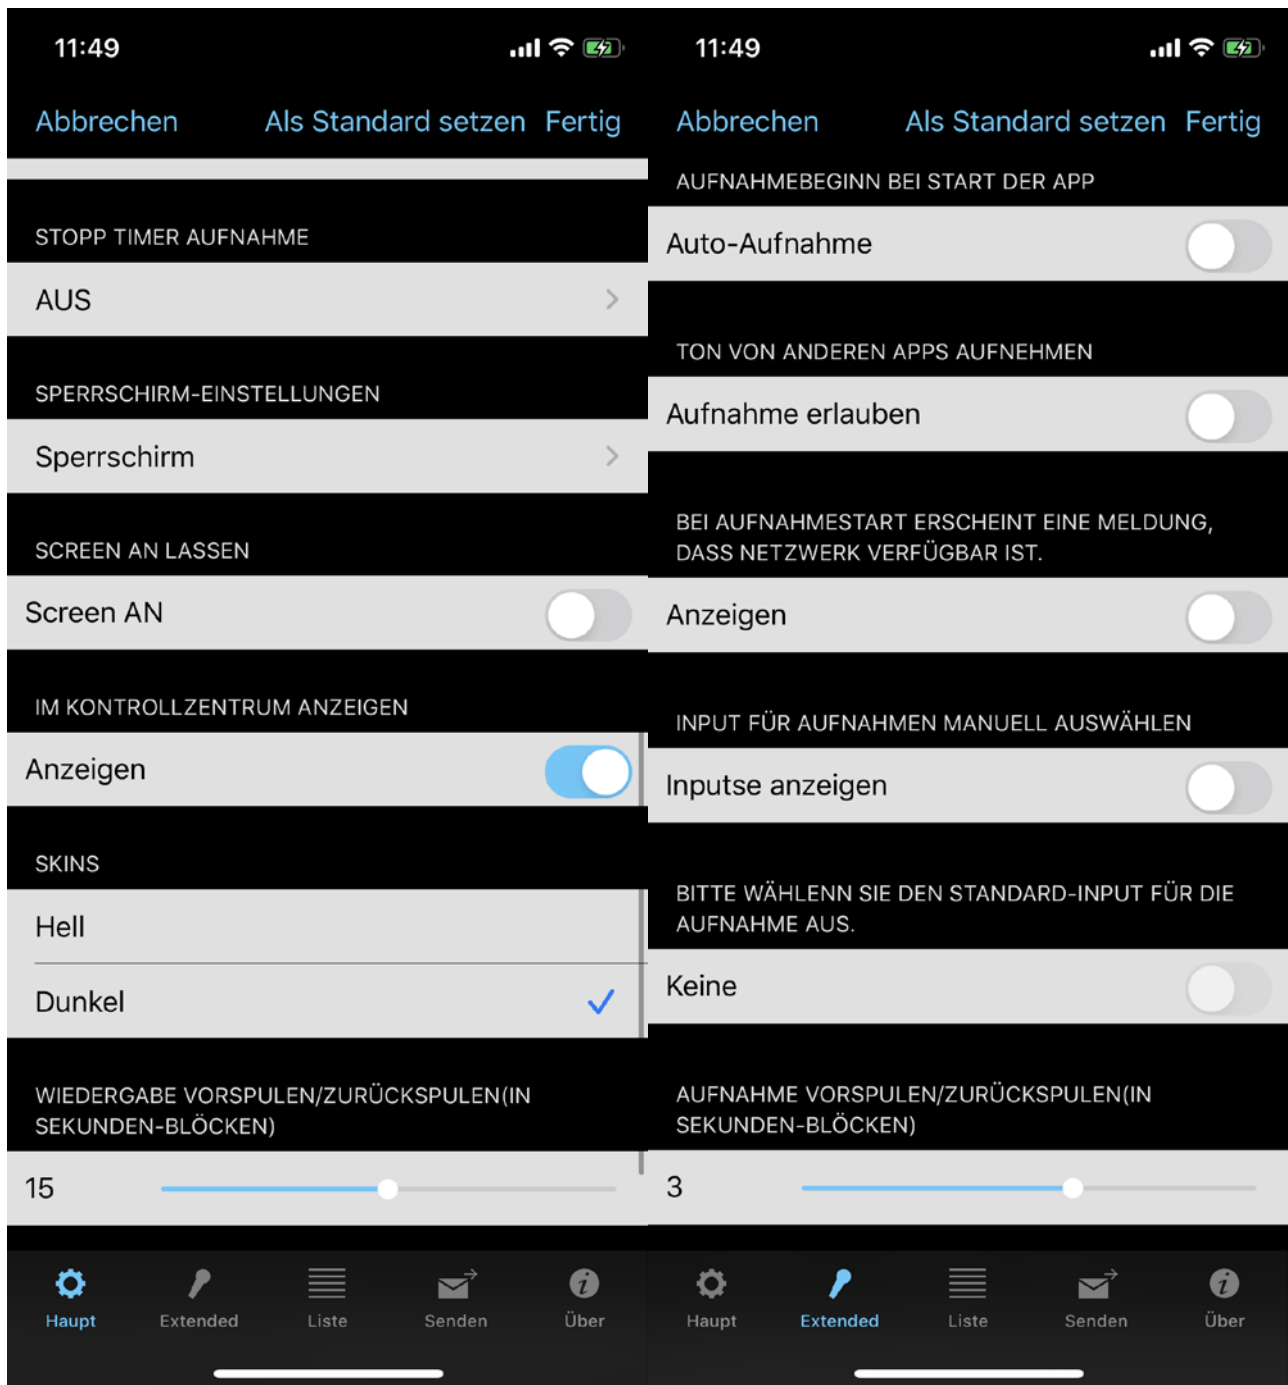 11:49
Abbrechen Als Standard setzen Fertig
STOPP TIMER AUFNAHME
AUS
SPERRSCHIRM-EINSTELLUNGEN
Sperrschirm
SCREEN AN LASSEN
Screen AN
IM KONTROLLZENTRUM ANZEIGEN
Anzeigen
SKINS
Hell
Dunkel
WIEDERGABE VORSPULEN/ZURÜCKSPULEN(IN
SEKUNDEN-BLÖCKEN)
15
Haupt Extended Liste Senden Über
11:49
Abbrechen Als Standard setzen Fertig
AUFNAHMEBEGINN BEI START DER APP
Auto-Aufnahme
TON VON ANDEREN APPS AUFNEHMEN
Aufnahme erlauben
BEI AUFNAHMESTART ERSCHEINT EINE MELDUNG,
DASS NETZWERK VERFÜGBAR IST.
Anzeigen
INPUT FÜR AUFNAHMEN MANUELL AUSWÄHLEN
Inputse anzeigen
BITTE WÄHLENN SIE DEN STANDARD-INPUT FÜR DIE
AUFNAHME AUS.
Keine
AUFNAHME VORSPULEN/ZURÜCKSPULEN(IN
SEKUNDEN-BLÖCKEN)
3
Haupt Extended Liste Senden Über